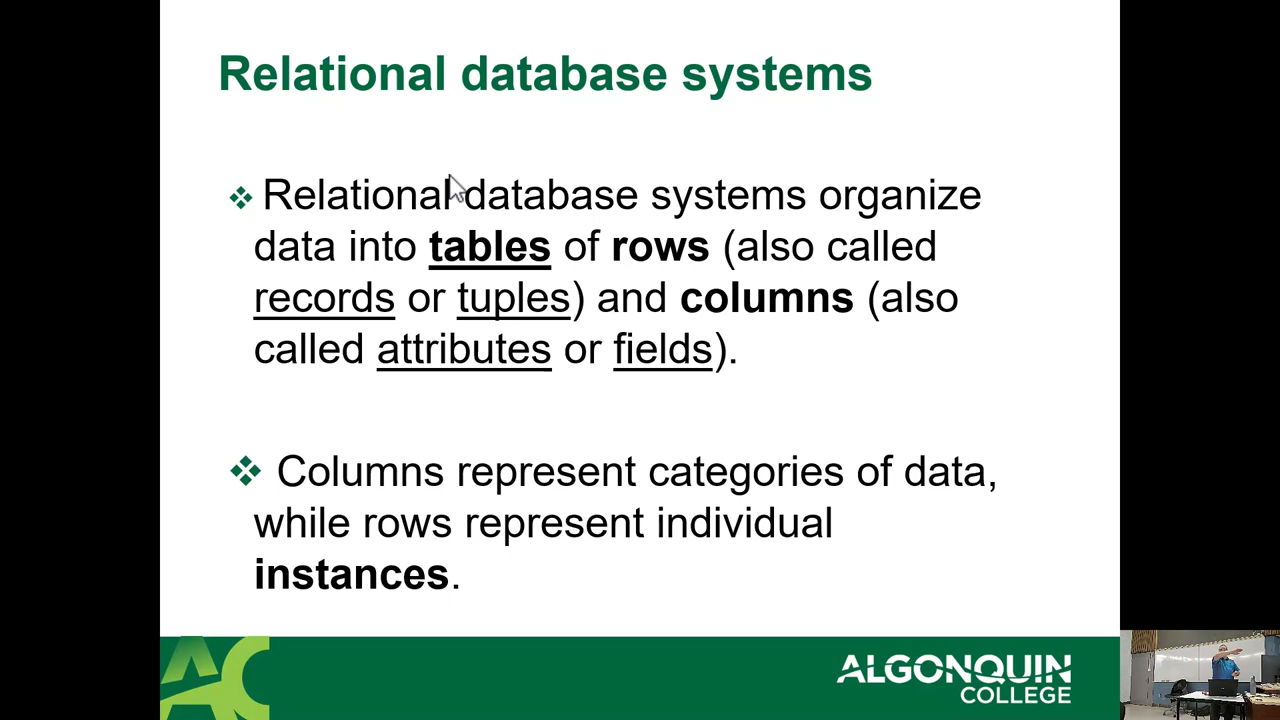 Relational database systems
❖ Relational database systems organize
data into tables of rows (also called
records or tuples) and columns (also
called attributes or fields).
❖ Columns represent categories of data,
while rows represent individual
instances.
AC
ALGONQUIN
COLLEGE